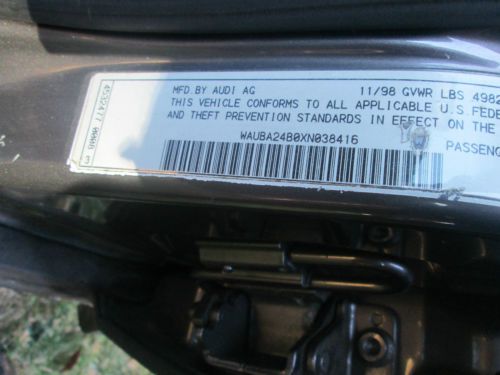 MFD.BY AUDI AG 11/98 GVWR LBS 4982
THIS VEHICLE CONFORMS TO ALL APPLICABLE U.S.FEDE
AND THEFT PREVENTION STANDARDS IN EFFECT ON THE
WAUBA24B0XN038416
PASSENG